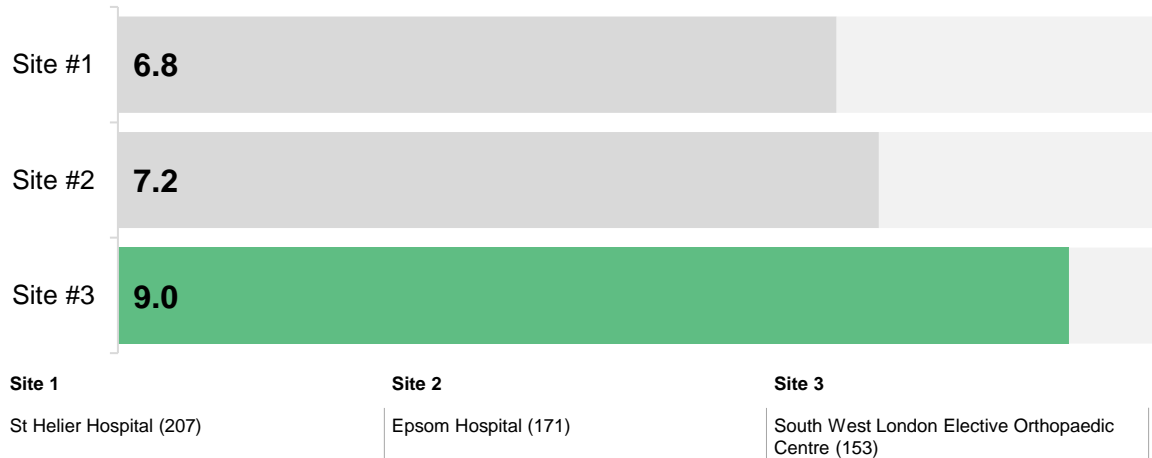 Site #1
6.8
Site #2
7.2
Site #3
9.0
Site 1
Site 2
Site 3
St Helier Hospital (207)
Epsom Hospital (171)
South West London Elective Orthopaedic
Centre (153)